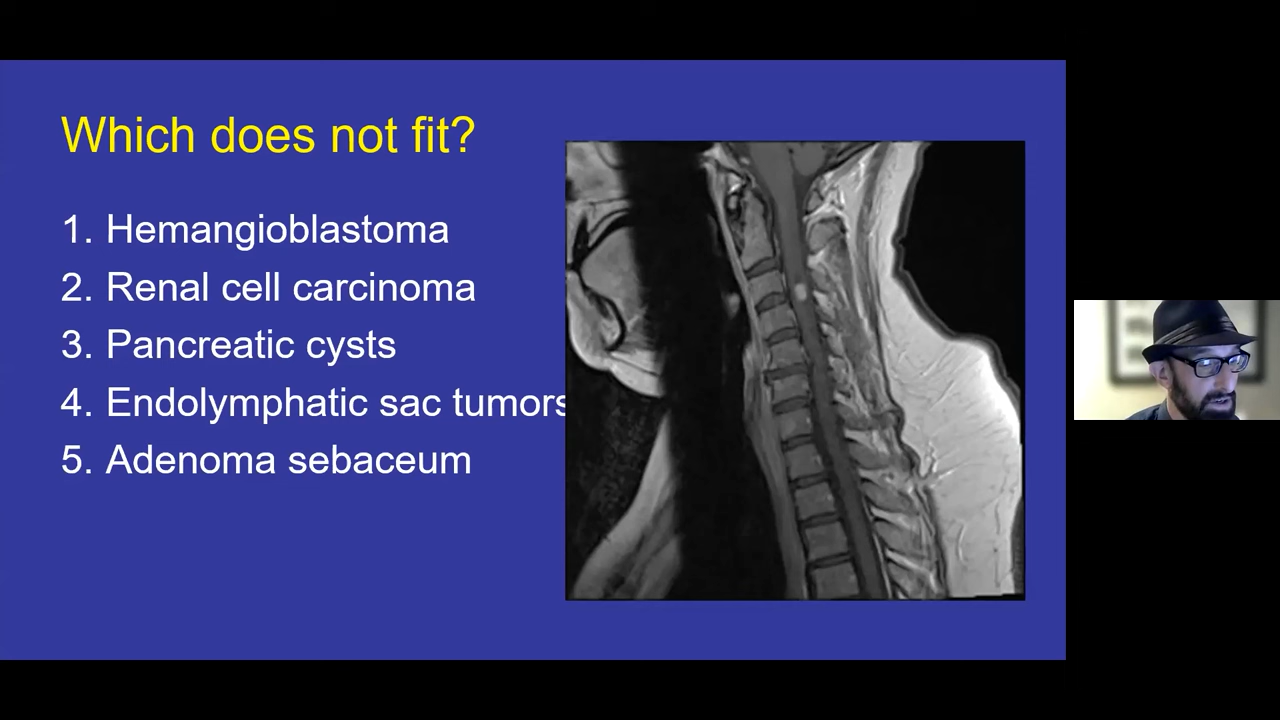 Which does not fit?
1. Hemangioblastoma
2. Renal cell carcinoma
3. Pancreatic cysts
4. Endolymphatic sac tumors
5. Adenoma sebaceum